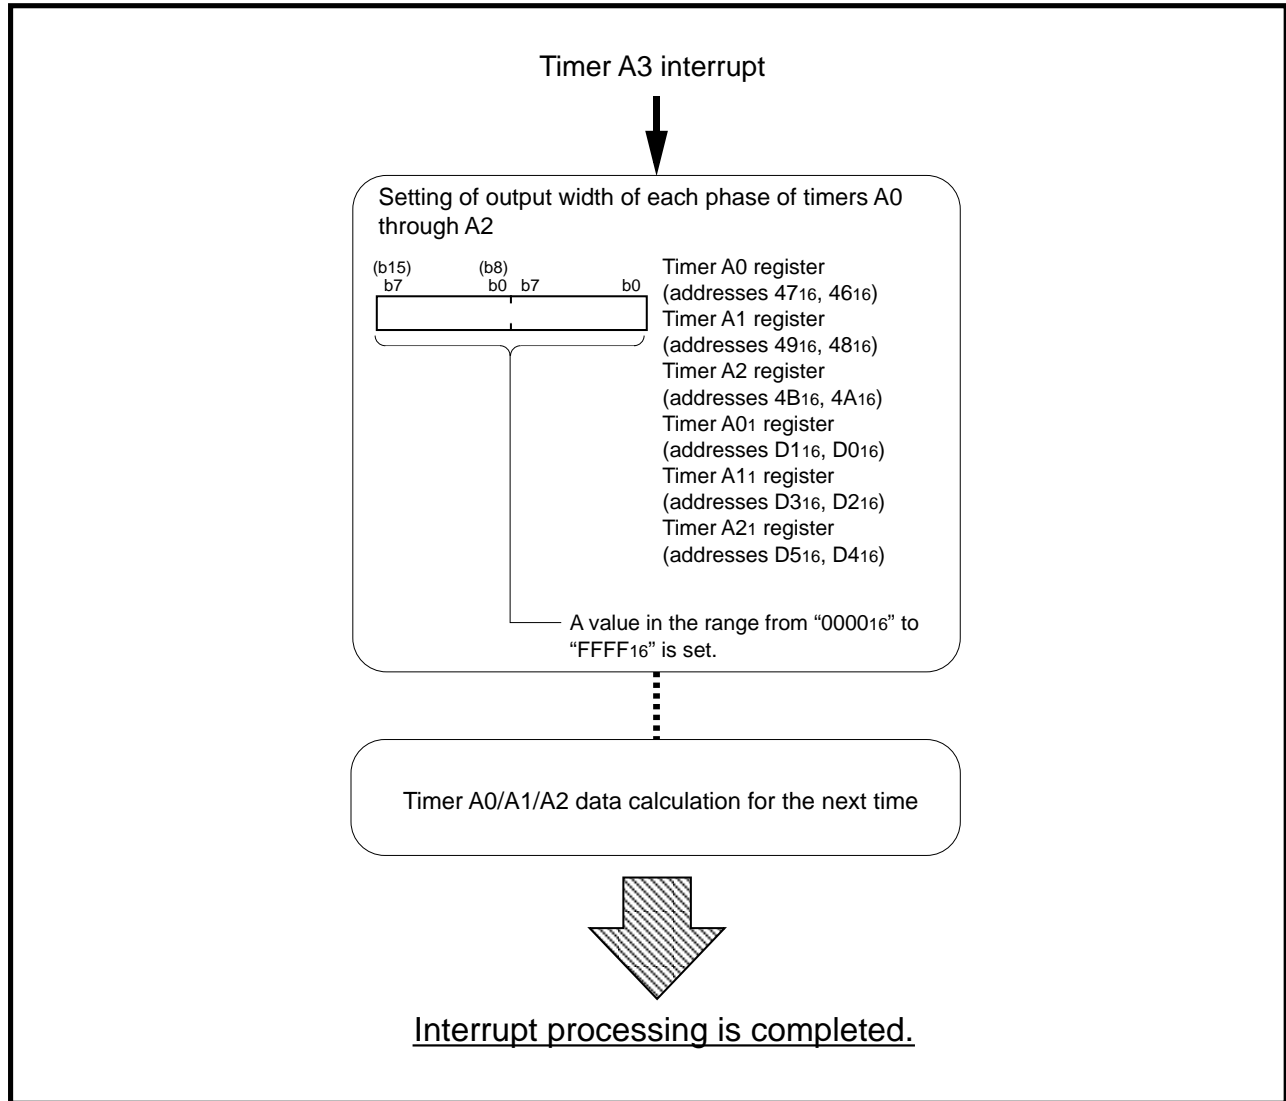 Timer A3 interrupt
Setting of output width of each phase of timers A0
through A2
(b15) (b8)
b7 b0 b7 b0
Timer A0 register
(addresses 4716, 4616)
Timer A1 register
(addresses 4916, 4816)
Timer A2 register
(addresses 4B16, 4A16)
Timer A01 register
(addresses D116, D016)
Timer A11 register
(addresses D316, D216)
Timer A21 register
(addresses D516, D416)
A value in the range from “000016” to
“FFFF16” is set.
Timer A0/A1/A2 data calculation for the next time
Interrupt processing is completed.